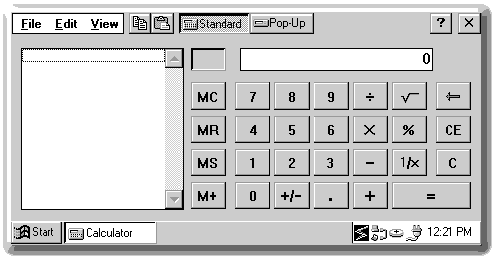 File Edit View Standard Pop-Up ? ×
0
MC 7 8 9 ÷ √ ←
MR 4 5 6 × % CE
MS 1 2 3 − 1/x C
M+ 0 +/− . + =
Start Calculator 12:21 PM